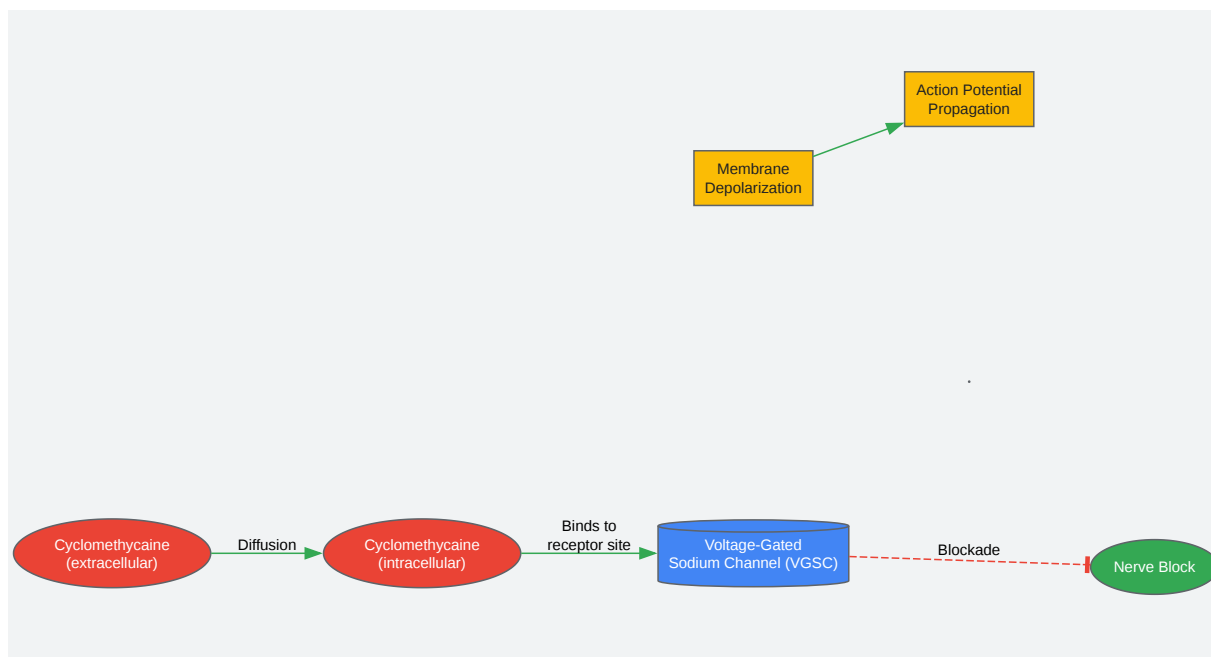 Action Potential
Propagation
Membrane
Depolarization
Cyclomethycaine
(extracellular)
Diffusion
Cyclomethycaine
(intracellular)
Binds to
receptor site
Voltage-Gated
Sodium Channel (VGSC)
Blockade
Nerve Block